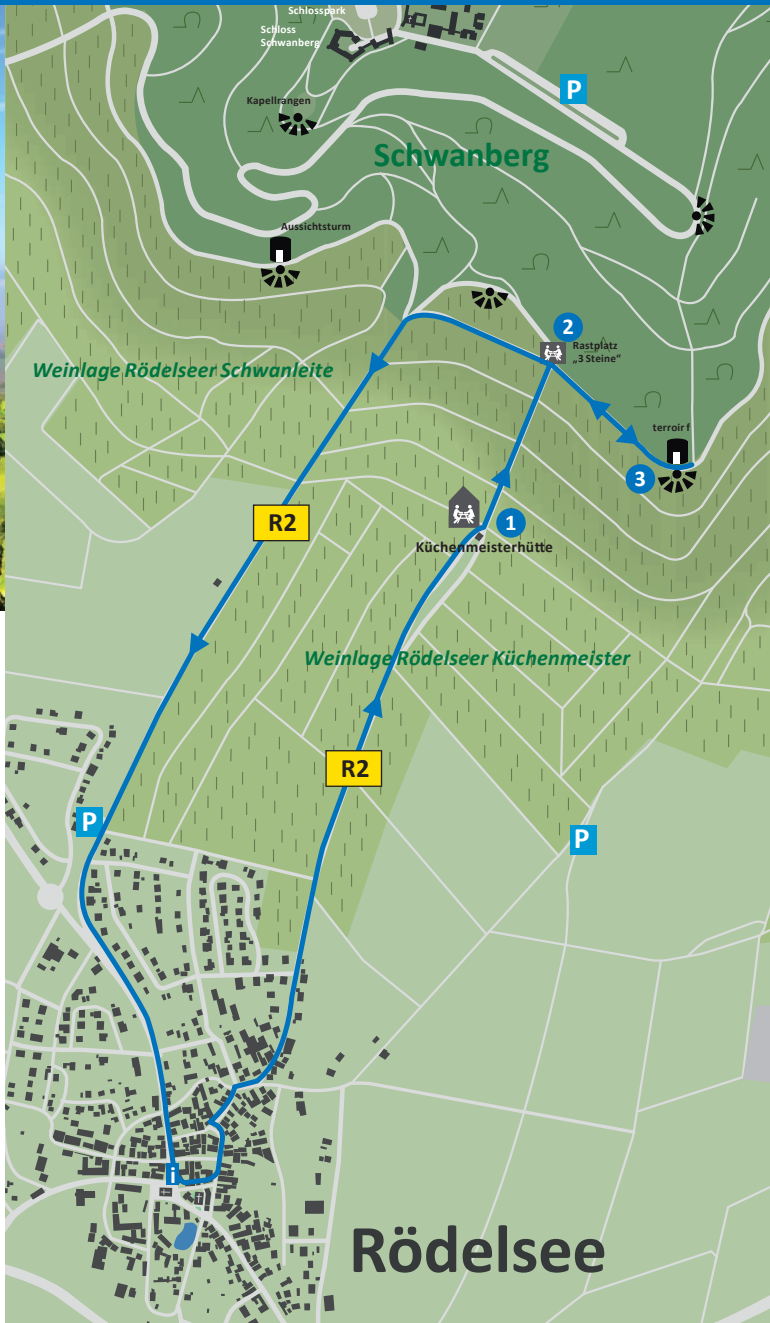 Schlosspark
Schloss
Schwanberg
P
Kapellrangen
Schwanberg
Aussichtsturm
2
Rastplatz
„3 Steine“
Weinlage Rödelseer Schwanleite
terroir f
3
R2
1
Küchenmeisterhütte
Weinlage Rödelseer Küchenmeister
R2
P
P
i
Rödelsee